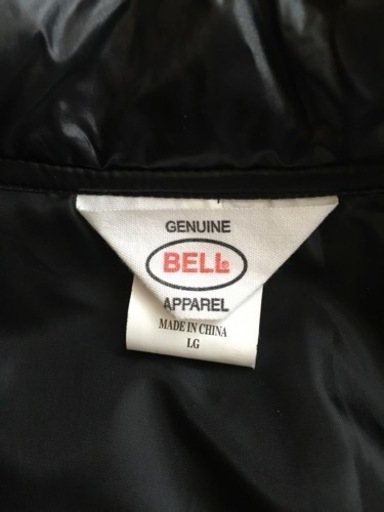 GENUINE
BELL®
APPAREL
MADE IN CHINA
LG